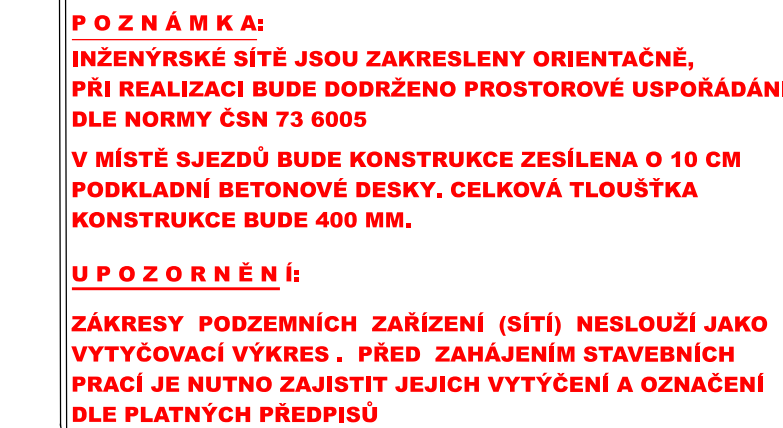 P O Z N Á M K A:
INŽENÝRSKÉ SÍTĚ JSOU ZAKRESLENY ORIENTAČNĚ,
PŘI REALIZACI BUDE DODRŽENO PROSTOROVÉ USPOŘÁDÁNÍ
DLE NORMY ČSN 73 6005
V MÍSTĚ SJEZDŮ BUDE KONSTRUKCE ZESÍLENA O 10 CM
PODKLADNÍ BETONOVÉ DESKY. CELKOVÁ TLOUŠŤKA
KONSTRUKCE BUDE 400 MM.
U P O Z O R N Ě N Í:
ZÁKRESY PODZEMNÍCH ZAŘÍZENÍ (SÍTÍ) NESLOUŽÍ JAKO
VYTYČOVACÍ VÝKRES . PŘED ZAHÁJENÍM STAVEBNÍCH
PRACÍ JE NUTNO ZAJISTIT JEJICH VYTÝČENÍ A OZNAČENÍ
DLE PLATNÝCH PŘEDPISŮ